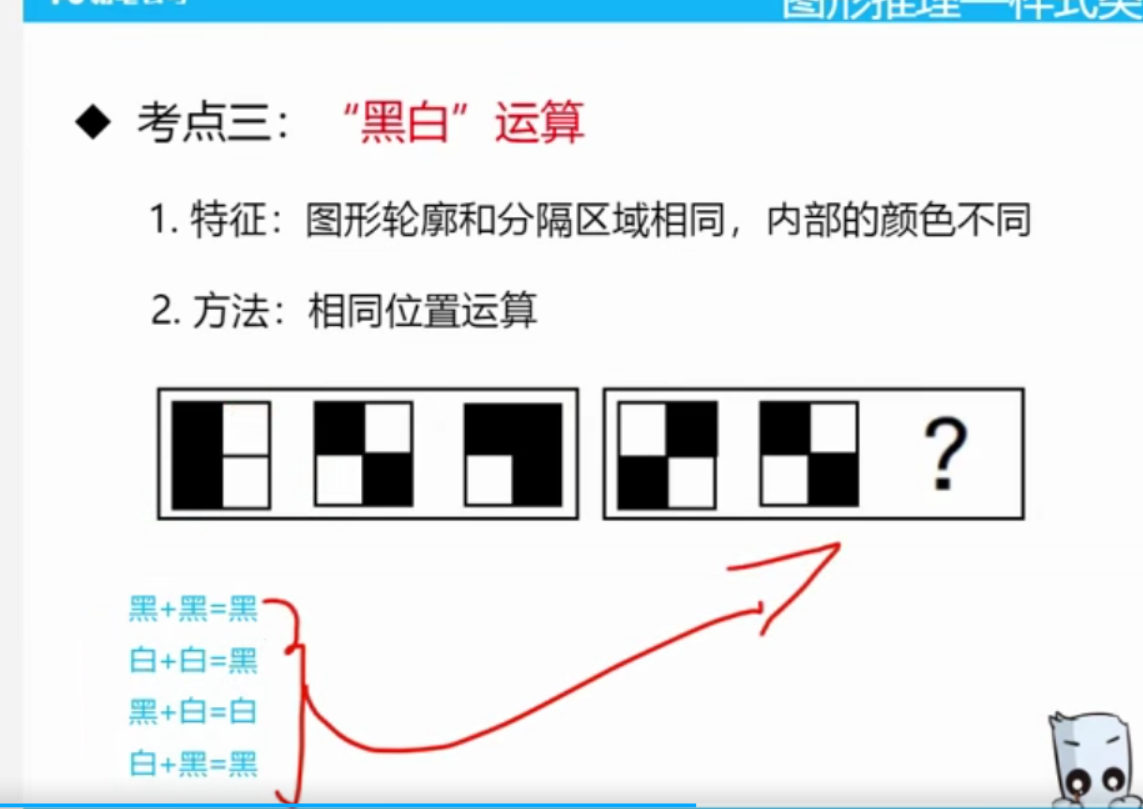 图形推理—样式类
◆ 考点三：“黑白”运算
1. 特征：图形轮廓和分隔区域相同，内部的颜色不同
2. 方法：相同位置运算
?
黑+黑=黑
白+白=黑
黑+白=白
白+黑=黑